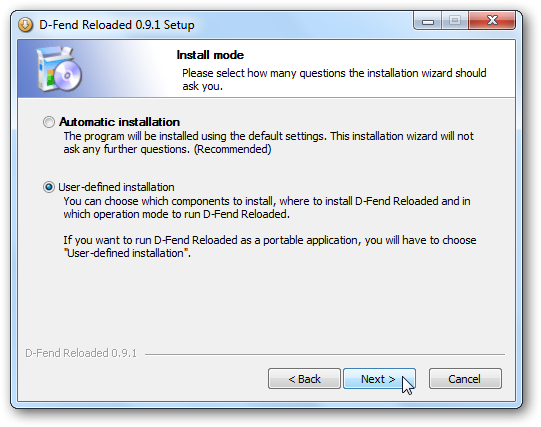 D-Fend Reloaded 0.9.1 Setup
Install mode
Please select how many questions the installation wizard should
ask you.
Automatic installation
The program will be installed using the default settings. This installation wizard will not
ask any further questions. (Recommended)
User-defined installation
You can choose which components to install, where to install D-Fend Reloaded and in
which operation mode to run D-Fend Reloaded.
If you want to run D-Fend Reloaded as a portable application, you will have to choose
"User-defined installation".
D-Fend Reloaded 0.9.1
< Back Next > Cancel